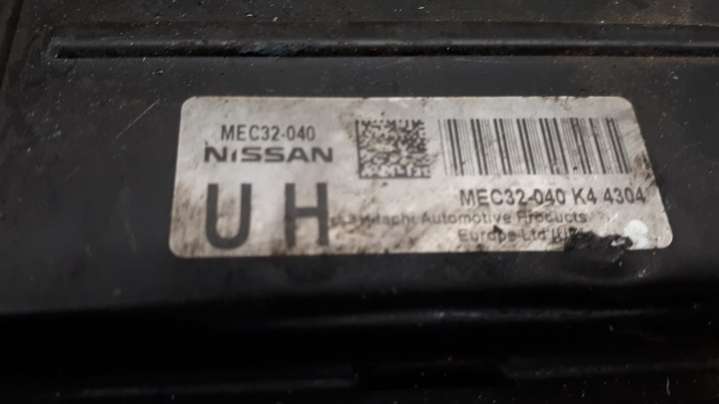 MEC32-040
NISSAN
UH
MEC32-040 K4 4304
Automotive Products
Europe Ltd